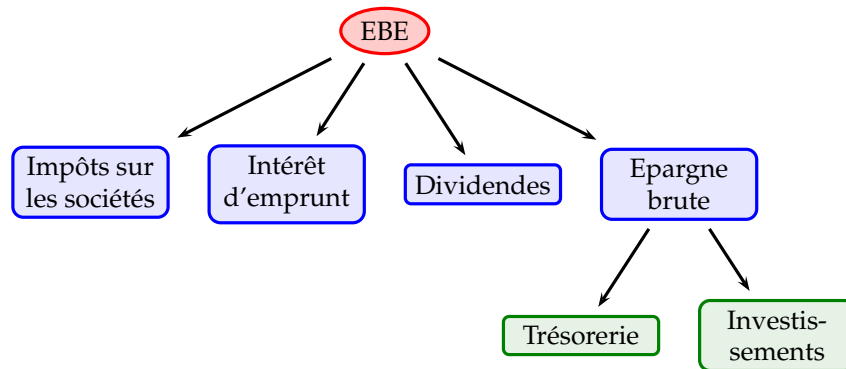 EBE
Impôts sur
les sociétés
Intérêt
d'emprunt
Dividendes
Epargne
brute
Trésorerie
Investis-
sements